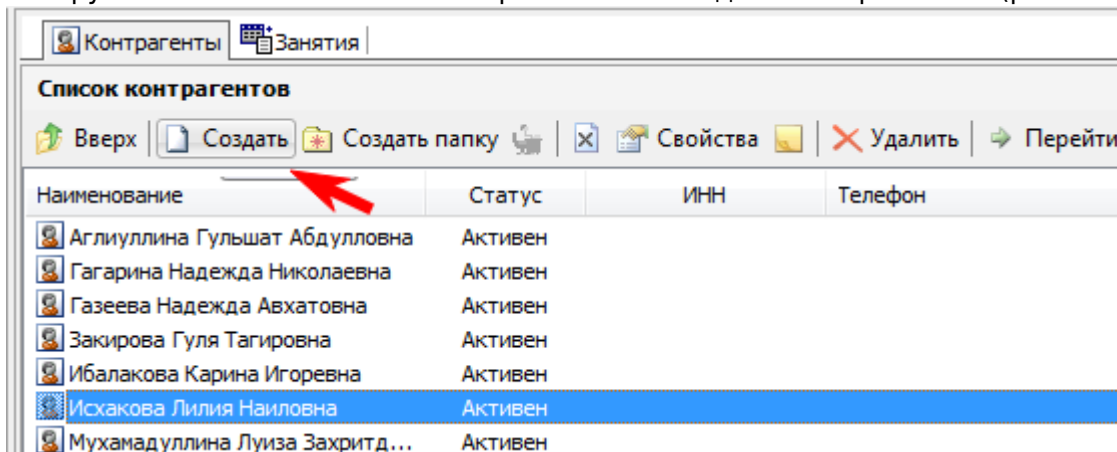 Контрагенты Занятия
Список контрагентов
Вверх Создать Создать папку Свойства Удалить Перейти
Наименование Статус ИНН Телефон
Аглиуллина Гульшат Абдулловна Активен
Гагарина Надежда Николаевна Активен
Газеева Надежда Авхатовна Активен
Закирова Гуля Тагировна Активен
Ибалакова Карина Игоревна Активен
Исхакова Лилия Наиловна Активен
Мухамадуллина Луиза Захритд... Активен